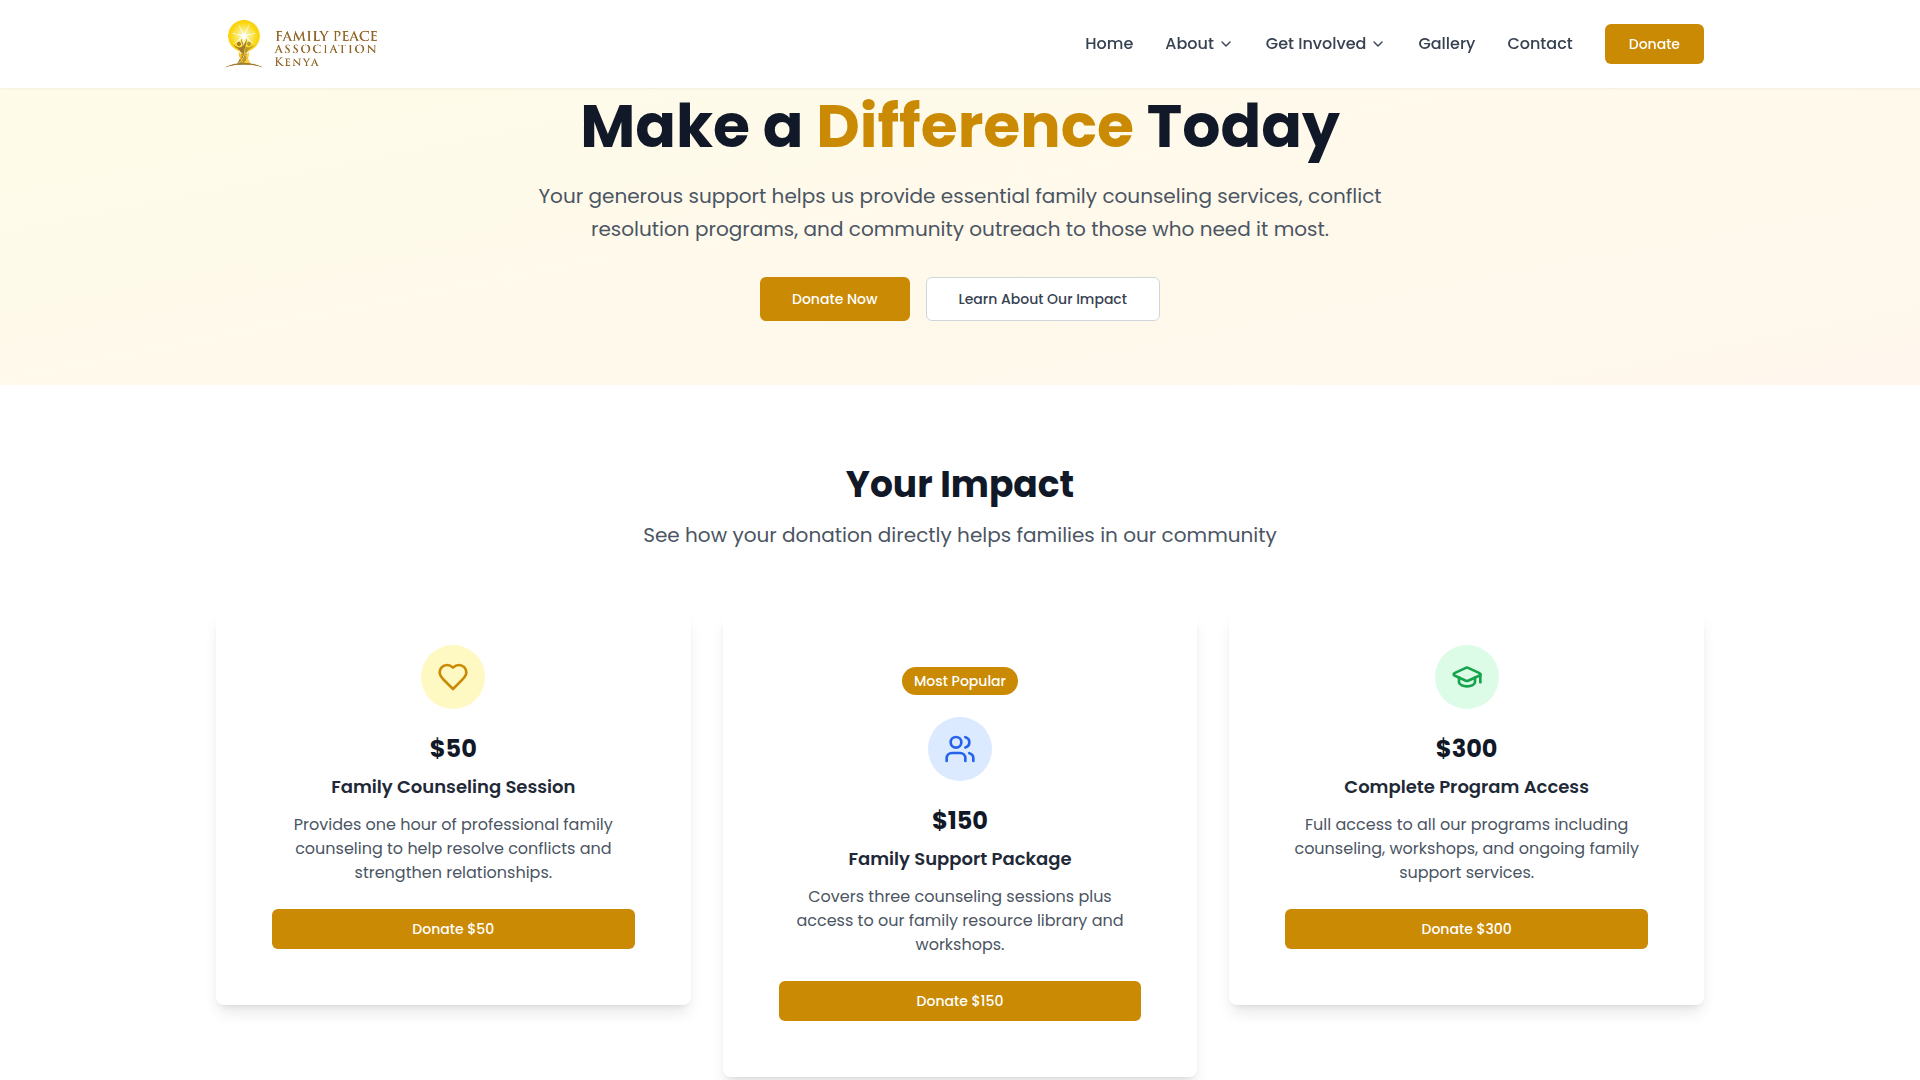 FAMILY PEACE
ASSOCIATION
KENYA
Home
About
Get Involved
Gallery
Contact
Donate
Make a Difference Today
Your generous support helps us provide essential family counseling services, conflict
resolution programs, and community outreach to those who need it most.
Donate Now
Learn About Our Impact
Your Impact
See how your donation directly helps families in our community
$50
Family Counseling Session
Provides one hour of professional family
counseling to help resolve conflicts and
strengthen relationships.
Donate $50
Most Popular
$150
Family Support Package
Covers three counseling sessions plus
access to our family resource library and
workshops.
Donate $150
$300
Complete Program Access
Full access to all our programs including
counseling, workshops, and ongoing family
support services.
Donate $300